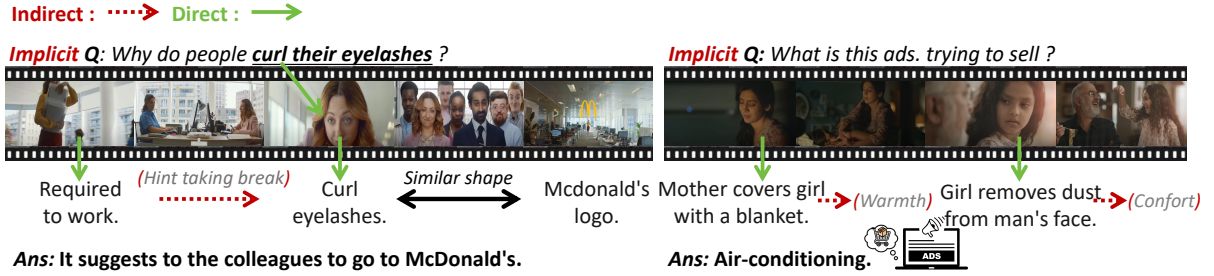 Indirect : Direct :
Implicit Q: Why do people curl their eyelashes ?
Required
to work.
(Hint taking break)
Curl
eyelashes.
Similar shape
Mcdonald's
logo.
Ans: It suggests to the colleagues to go to McDonald's.
Implicit Q: What is this ads. trying to sell ?
Mother covers girl
with a blanket.
(Warmth)
Girl removes dust
from man's face.
(Confort)
Ans: Air-conditioning.
ADS